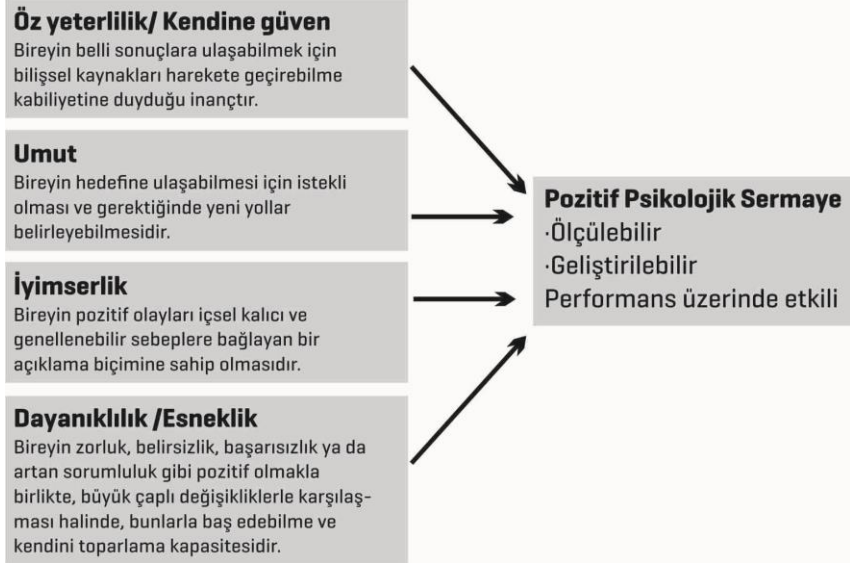 Öz yeterlilik/ Kendine güven
Bireyin belli sonuçlara ulaşabilmek için
bilişsel kaynakları harekete geçirebilme
kabiliyetine duyduğu inançtır.
Umut
Bireyin hedefine ulaşabilmesi için istekli
olması ve gerektiğinde yeni yollar
belirleyebilmesidir.
İyimserlik
Bireyin pozitif olayları içsel kalıcı ve
genellenebilir sebeplere bağlayan bir
açıklama biçimine sahip olmasıdır.
Dayanıklılık /Esneklik
Bireyin zorluk, belirsizlik, başarısızlık ya da
artan sorumluluk gibi pozitif olmakla
birlikte, büyük çaplı değişikliklerle karşılaş-
ması halinde, bunlarla baş edebilme ve
kendini toparlama kapasitesidir.
Pozitif Psikolojik Sermaye
·Ölçülebilir
·Geliştirilebilir
Performans üzerinde etkili